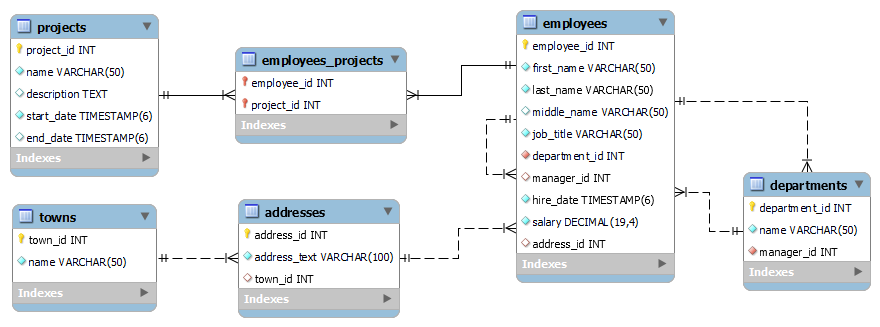 projects
project_id INT
name VARCHAR(50)
description TEXT
start_date TIMESTAMP(6)
end_date TIMESTAMP(6)
Indexes
employees_projects
employee_id INT
project_id INT
Indexes
employees
employee_id INT
first_name VARCHAR(50)
last_name VARCHAR(50)
middle_name VARCHAR(50)
job_title VARCHAR(50)
department_id INT
manager_id INT
hire_date TIMESTAMP(6)
salary DECIMAL(19,4)
address_id INT
Indexes
departments
department_id INT
name VARCHAR(50)
manager_id INT
Indexes
towns
town_id INT
name VARCHAR(50)
Indexes
addresses
address_id INT
address_text VARCHAR(100)
town_id INT
Indexes